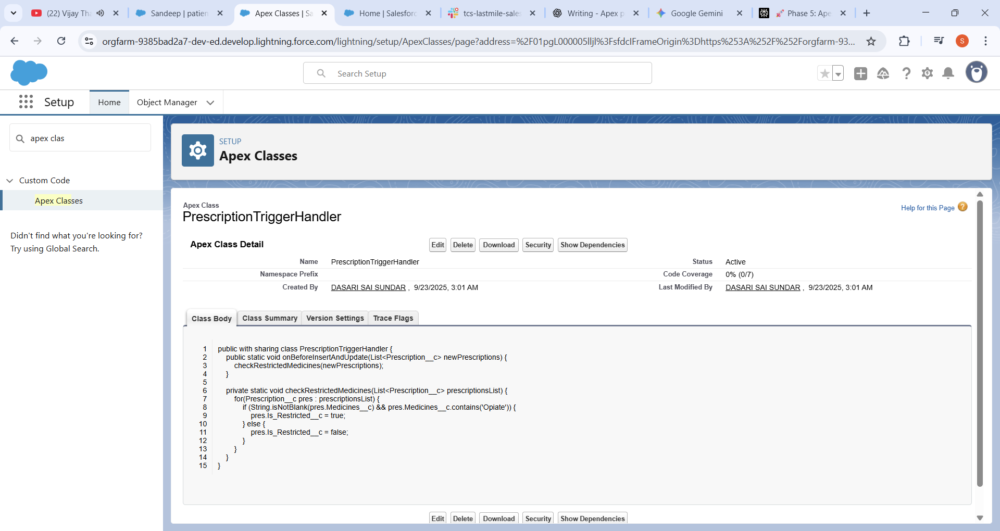 (22) Vijay Tha
Sandeep | patien
Apex Classes | Sa
Home | Salesforc
tcs-lastmile-sales
Writing - Apex p
Google Gemini
🚀 Phase 5: Ape
orgfarm-9385bad2a7-dev-ed.develop.lightning.force.com/lightning/setup/ApexClasses/page?address=%2F01pgL000005lljl%3FsfdcIFrameOrigin%3Dhttps%253A%252F%252Forgfarm-93...
S
Search Setup
Setup
Home
Object Manager
apex clas
Custom Code
Apex Classes
Didn't find what you're looking for?
Try using Global Search.
SETUP
Apex Classes
Apex Class
PrescriptionTriggerHandler
Help for this Page ?
Apex Class Detail
Edit Delete Download Security Show Dependencies
Name PrescriptionTriggerHandler Status Active
Namespace Prefix Code Coverage 0% (0/7)
Created By DASARI SAI SUNDAR , 9/23/2025, 3:01 AM Last Modified By DASARI SAI SUNDAR , 9/23/2025, 3:01 AM
Class Body Class Summary Version Settings Trace Flags
1 public with sharing class PrescriptionTriggerHandler {
2 public static void onBeforeInsertAndUpdate(List<Prescription__c> newPrescriptions) {
3 checkRestrictedMedicines(newPrescriptions);
4 }
5
6 private static void checkRestrictedMedicines(List<Prescription__c> prescriptionsList) {
7 for(Prescription__c pres : prescriptionsList) {
8 if (String.isNotBlank(pres.Medicines__c) && pres.Medicines__c.contains('Opiate')) {
9 pres.Is_Restricted__c = true;
10 } else {
11 pres.Is_Restricted__c = false;
12 }
13 }
14 }
15 }
Edit Delete Download Security Show Dependencies